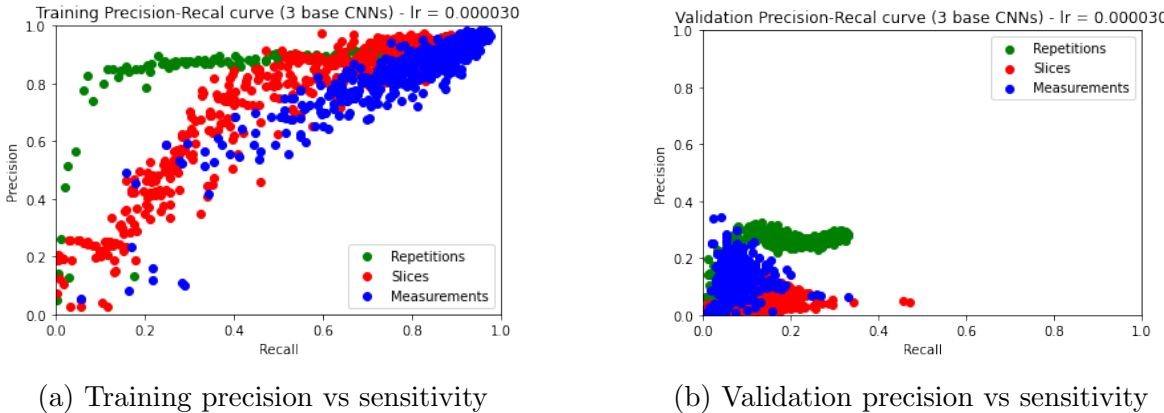 Training Precision-Recal curve (3 base CNNs) - lr = 0.000030
1.0
0.8
0.6
0.4
0.2
0.0
Precision
Repetitions
Slices
Measurements
0.0 0.2 0.4 0.6 0.8 1.0
Recall
(a) Training precision vs sensitivity
Validation Precision-Recal curve (3 base CNNs) - lr = 0.000030
1.0
0.8
0.6
0.4
0.2
0.0
Precision
Repetitions
Slices
Measurements
0.0 0.2 0.4 0.6 0.8 1.0
Recall
(b) Validation precision vs sensitivity